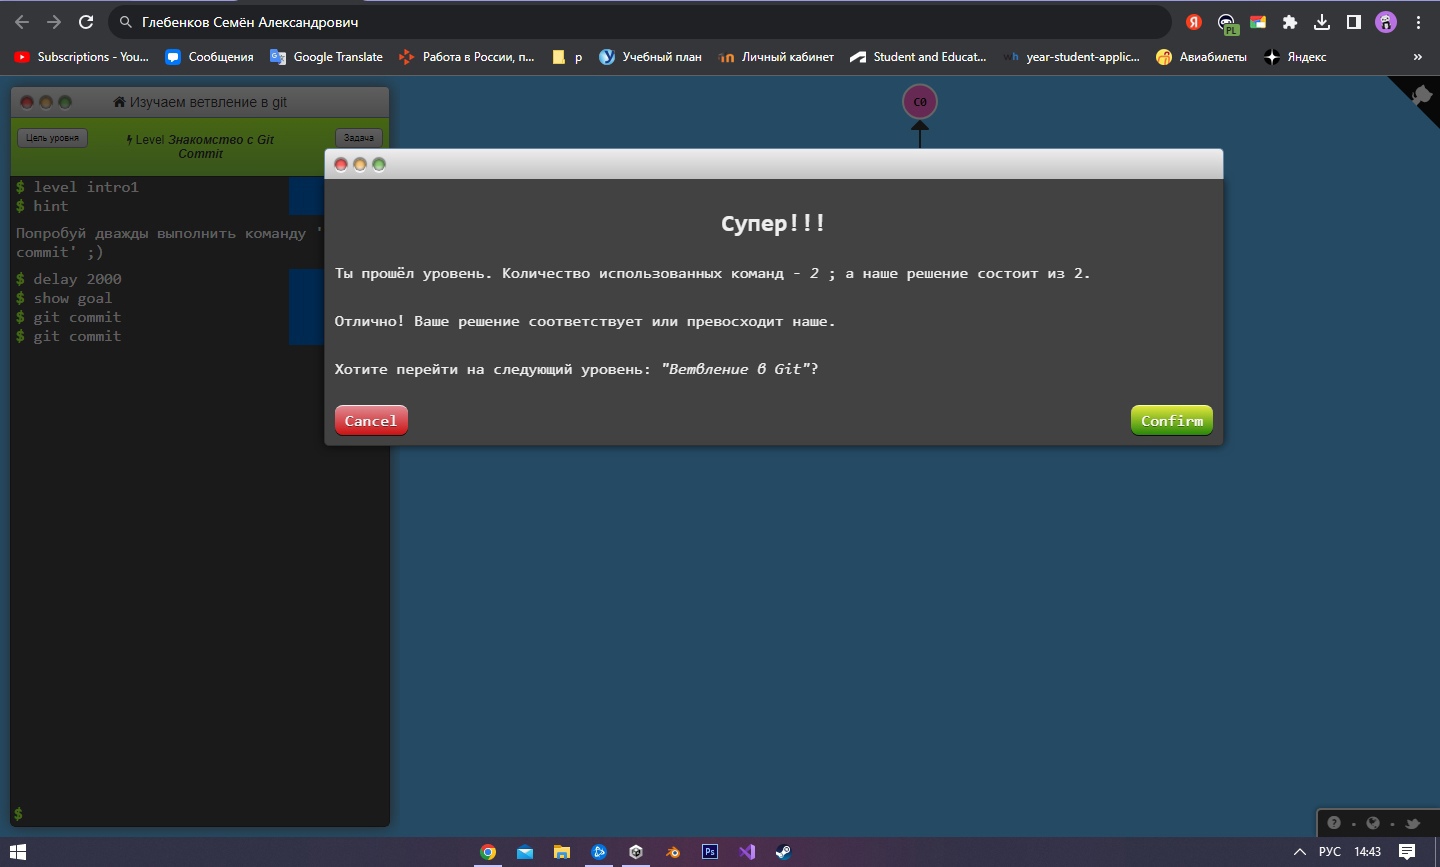 Глебенков Семён Александрович
Я
PL
Subscriptions - You...
Сообщения
Google Translate
Работа в России, п...
р
Учебный план
Личный кабинет
Student and Educat...
wh year-student-applic...
Авиабилеты
Яндекс
»
Изучаем ветвление в git
Цель уровня
Level Знакомство с Git
Commit
Задача
$ level intro1
$ hint
Попробуй дважды выполнить команду '
commit' ;)
$ delay 2000
$ show goal
$ git commit
$ git commit
$
C0
Супер!!!
Ты прошёл уровень. Количество использованных команд - 2 ; а наше решение состоит из 2.
Отлично! Ваше решение соответствует или превосходит наше.
Хотите перейти на следующий уровень: "Ветвление в Git"?
Cancel
Confirm
?
Ps
РУС
14:43